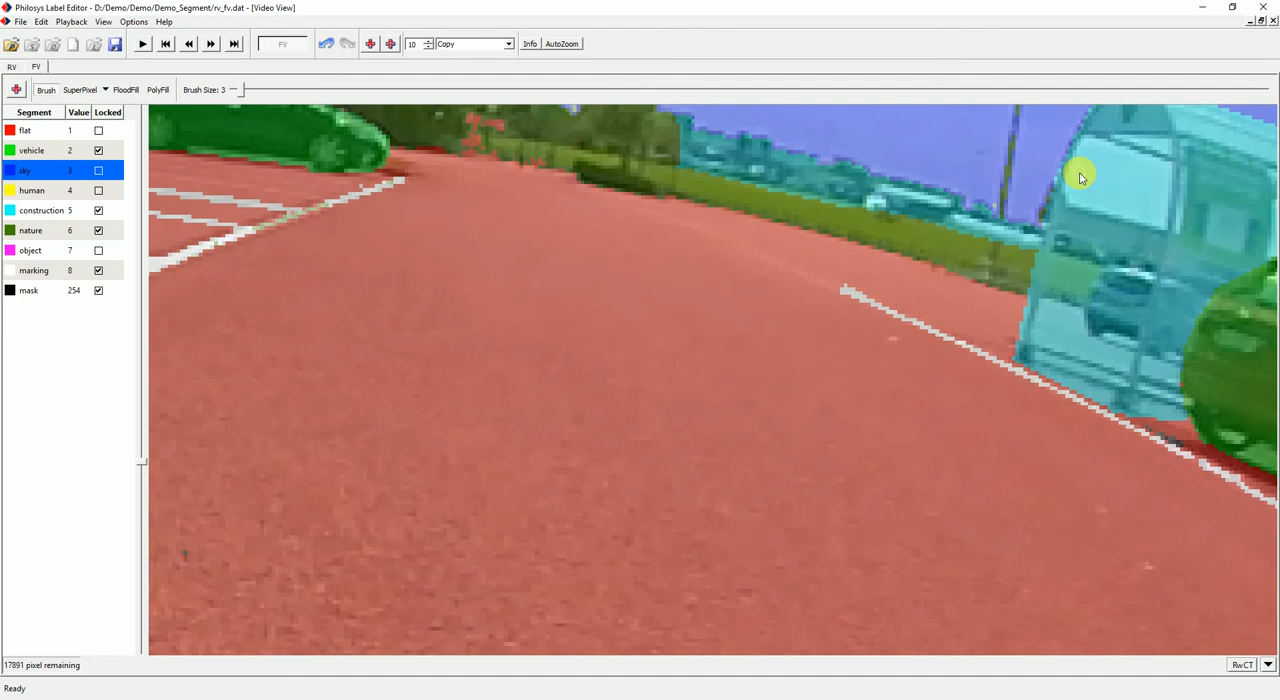 Philosys Label Editor - D:/Demo/Demo/Demo_Segment/rv_fv.dat - [Video View]
File Edit Playback View Options Help
FV 10 Copy Info AutoZoom
RV FV
Brush SuperPixel FloodFill PolyFill Brush Size: 3
Segment Value Locked
flat 1
vehicle 2
sky 3
human 4
construction 5
nature 6
object 7
marking 8
mask 254
17891 pixel remaining RwCT
Ready